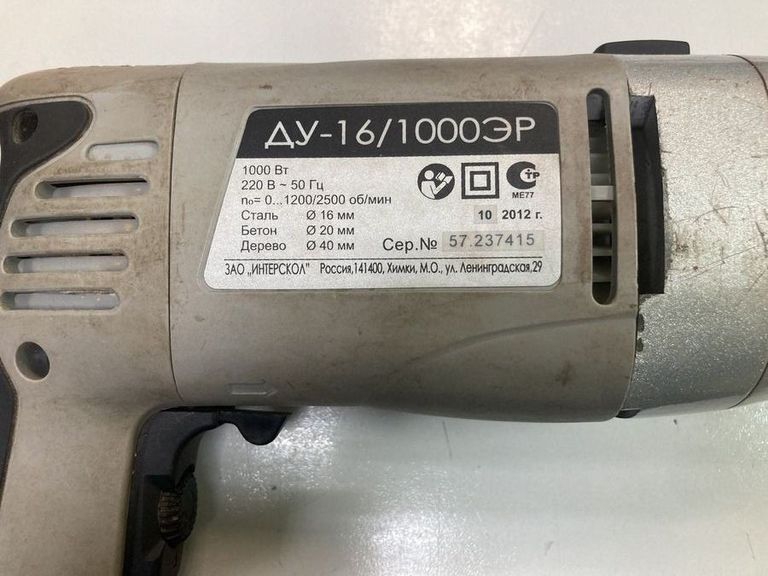 ДУ-16/1000ЭР
1000 Вт
220 В ~ 50 Гц
n₀= 0...1200/2500 об/мин
Сталь Ø 16 мм
Бетон Ø 20 мм
Дерево Ø 40 мм
ТР
МЕ77
10 2012 г.
Сер.№ 57.237415
ЗАО „ИНТЕРСКОЛ" Россия,141400, Химки, М.О., ул. Ленинградская,29